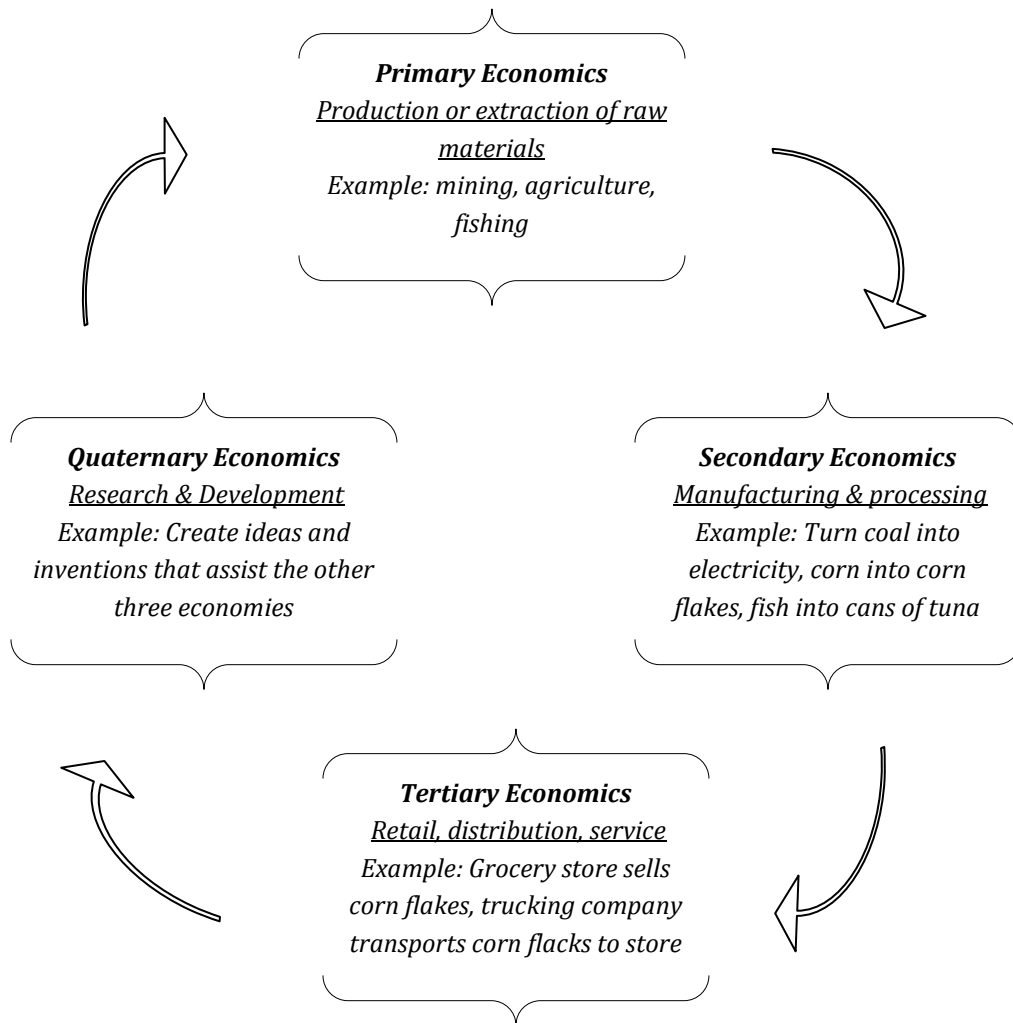 Primary Economics
Production or extraction of raw
materials
Example: mining, agriculture,
fishing
Quaternary Economics
Research & Development
Example: Create ideas and
inventions that assist the other
three economies
Secondary Economics
Manufacturing & processing
Example: Turn coal into
electricity, corn into corn
flakes, fish into cans of tuna
Tertiary Economics
Retail, distribution, service
Example: Grocery store sells
corn flakes, trucking company
transports corn flacks to store